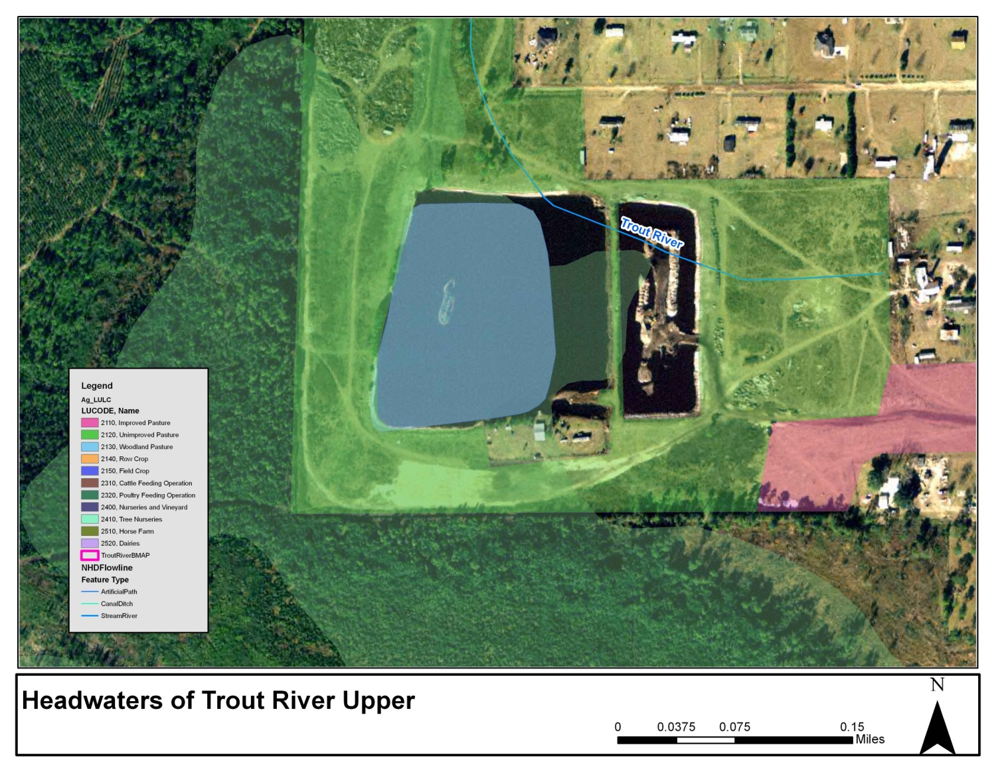 Trout River
Legend
Ag_LULC
LUCODE, Name
2110, Improved Pasture
2120, Unimproved Pasture
2130, Woodland Pasture
2140, Row Crop
2150, Field Crop
2310, Cattle Feeding Operation
2320, Poultry Feeding Operation
2400, Nurseries and Vineyard
2410, Tree Nurseries
2510, Horse Farm
2520, Dairies
TroutRiverBMAP
NHDFlowline
Feature Type
ArtificialPath
CanalDitch
StreamRiver
Headwaters of Trout River Upper
N
0 0.0375 0.075 0.15
Miles